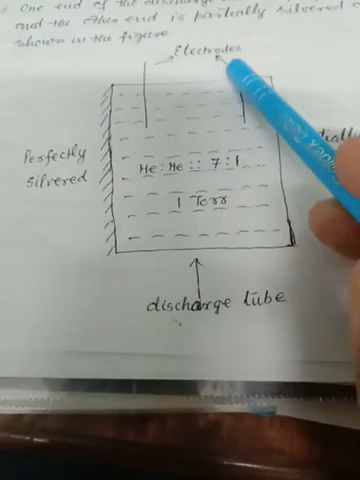 One end of the discharge
and the other end is partially silvered
shown in the figure
Electrodes
Perfectly
silvered
He : Ne :: 7 : 1
1 Torr
discharge tube